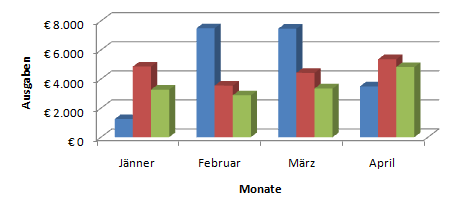 Ausgaben
€ 8.000
€ 6.000
€ 4.000
€ 2.000
€ 0
Jänner Februar März April
Monate